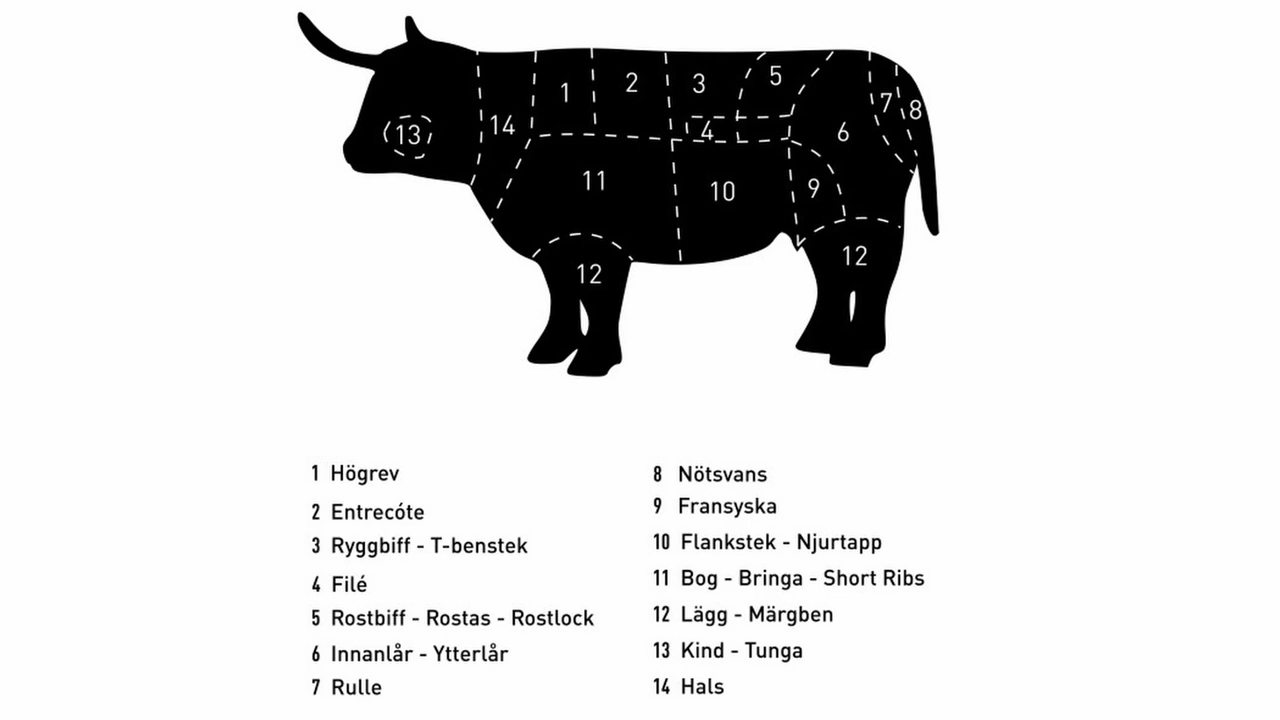 1
2
3
5
7
8
14
13
4
6
11
10
9
12
12
1 Högrev
2 Entrecóte
3 Ryggbiff - T-benstek
4 Filé
5 Rostbiff - Rostas - Rostlock
6 Innanlår - Ytterlår
7 Rulle
8 Nötsvans
9 Fransyska
10 Flankstek - Njurtapp
11 Bog - Bringa - Short Ribs
12 Lägg - Märgben
13 Kind - Tunga
14 Hals